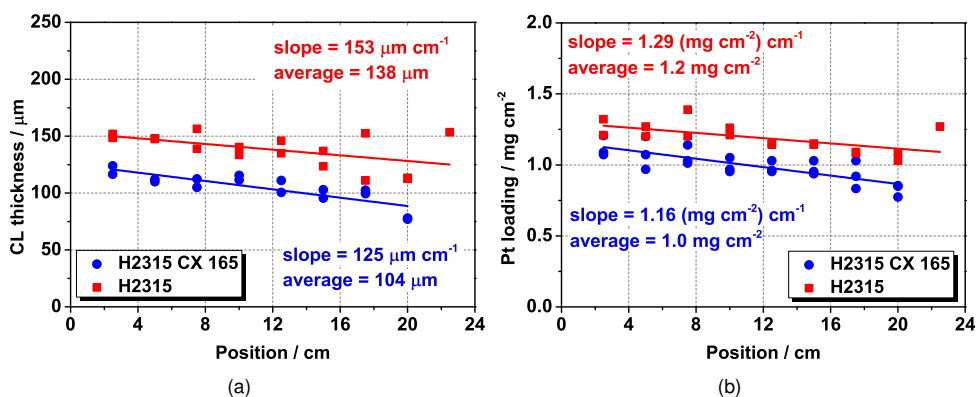 250
200
150
100
50
0
CL thickness / μm
slope = 153 μm cm⁻¹
average = 138 μm
slope = 125 μm cm⁻¹
average = 104 μm
H2315 CX 165
H2315
0 4 8 12 16 20 24
Position / cm
(a)
2.0
1.5
1.0
0.5
0.0
Pt loading / mg cm⁻²
slope = 1.29 (mg cm⁻²) cm⁻¹
average = 1.2 mg cm⁻²
slope = 1.16 (mg cm⁻²) cm⁻¹
average = 1.0 mg cm⁻²
H2315 CX 165
H2315
0 4 8 12 16 20 24
Position / cm
(b)